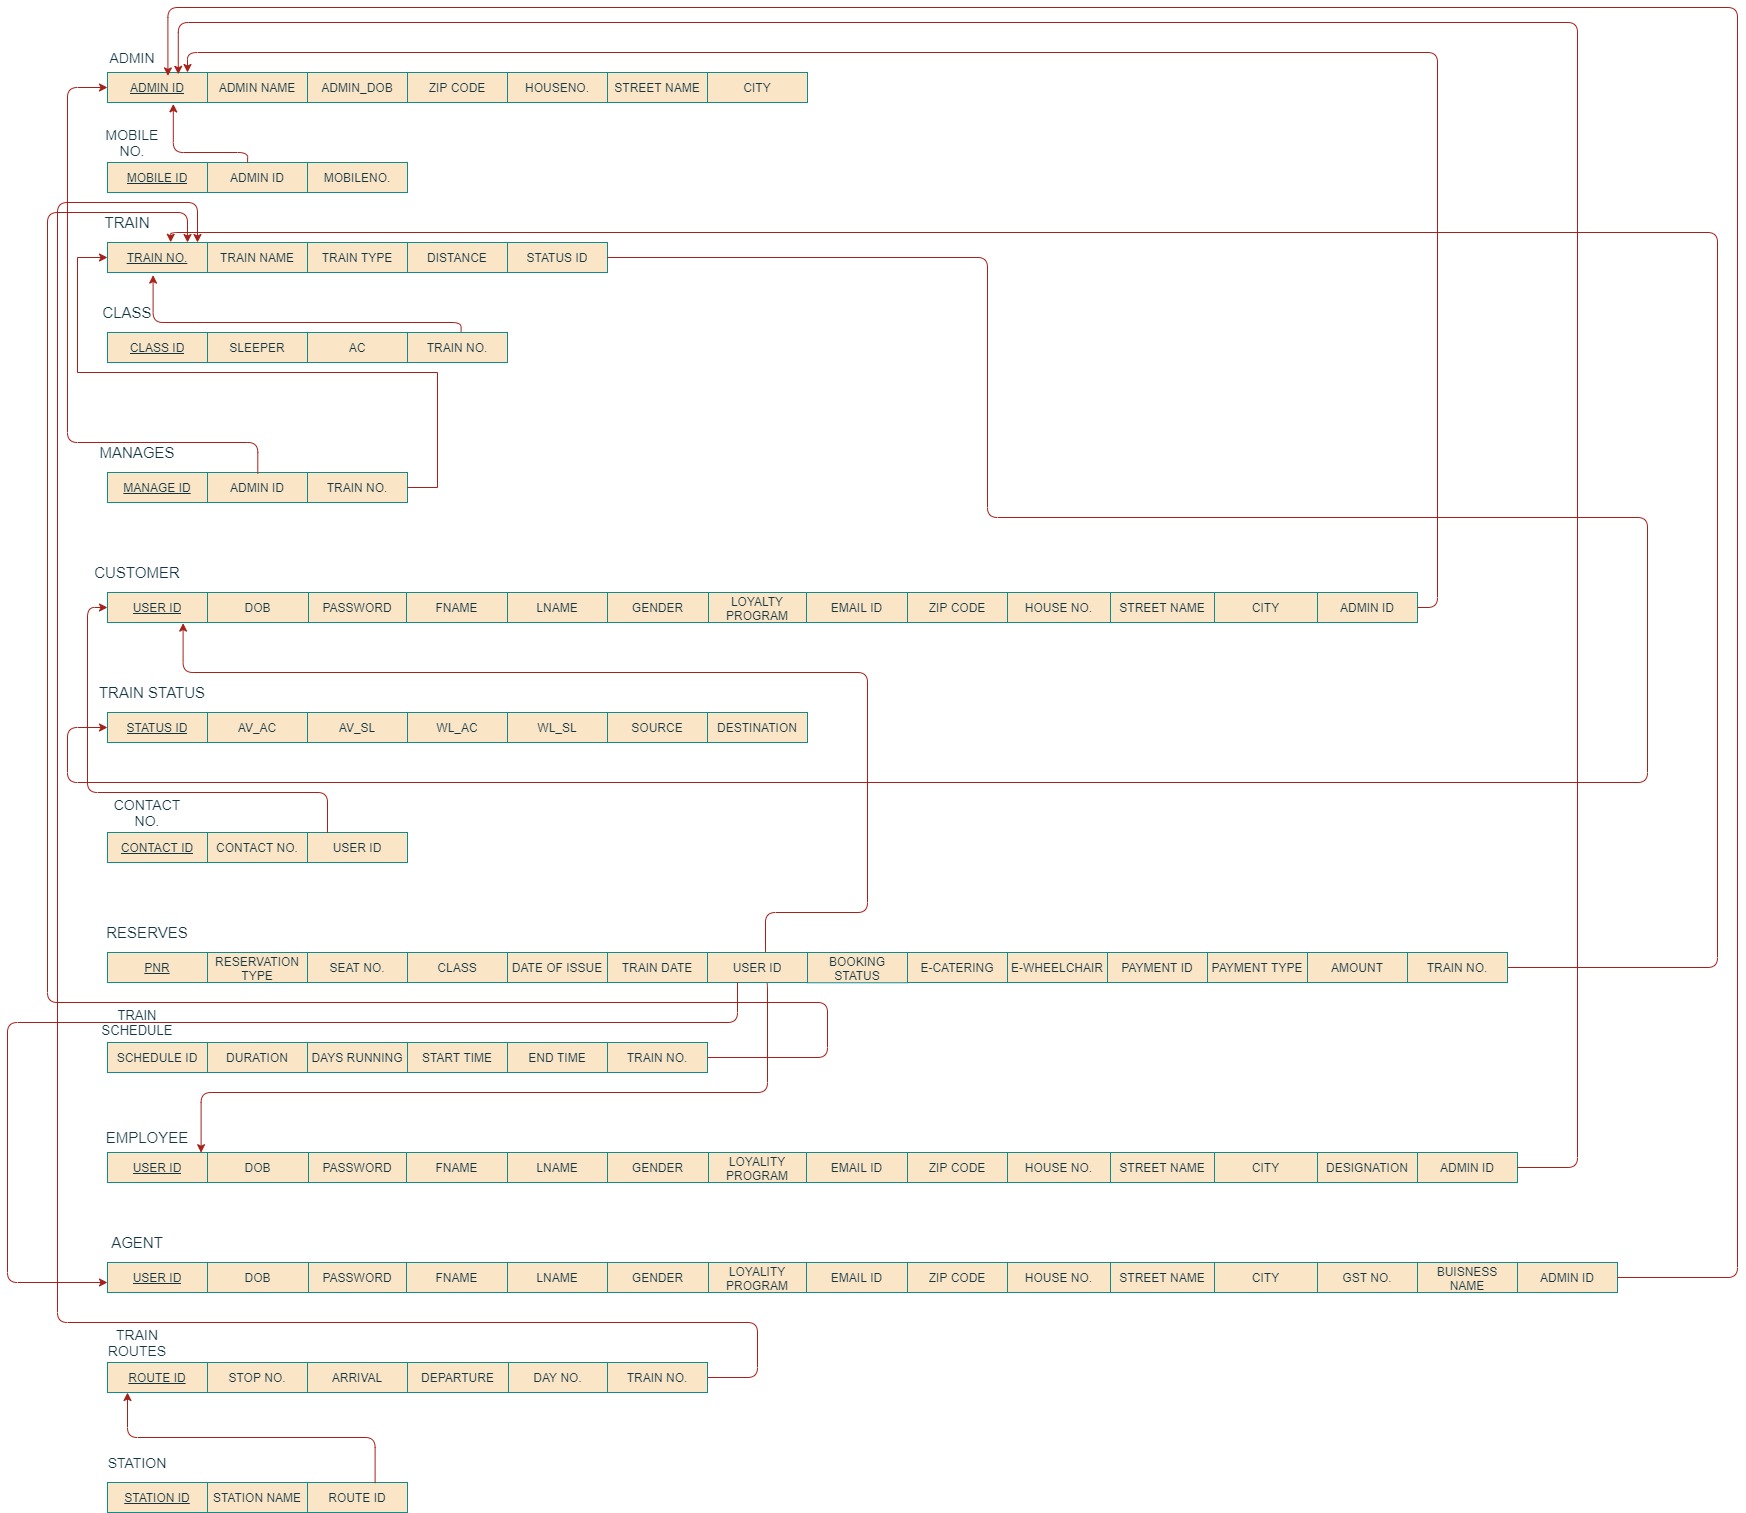 ADMIN
ADMIN ID ADMIN NAME ADMIN_DOB ZIP CODE HOUSENO. STREET NAME CITY
MOBILE
NO.
MOBILE ID ADMIN ID MOBILENO.
TRAIN
TRAIN NO. TRAIN NAME TRAIN TYPE DISTANCE STATUS ID
CLASS
CLASS ID SLEEPER AC TRAIN NO.
MANAGES
MANAGE ID ADMIN ID TRAIN NO.
CUSTOMER
USER ID DOB PASSWORD FNAME LNAME GENDER LOYALTY PROGRAM EMAIL ID ZIP CODE HOUSE NO. STREET NAME CITY ADMIN ID
TRAIN STATUS
STATUS ID AV_AC AV_SL WL_AC WL_SL SOURCE DESTINATION
CONTACT
NO.
CONTACT ID CONTACT NO. USER ID
RESERVES
PNR RESERVATION TYPE SEAT NO. CLASS DATE OF ISSUE TRAIN DATE USER ID BOOKING STATUS E-CATERING E-WHEELCHAIR PAYMENT ID PAYMENT TYPE AMOUNT TRAIN NO.
TRAIN
SCHEDULE
SCHEDULE ID DURATION DAYS RUNNING START TIME END TIME TRAIN NO.
EMPLOYEE
USER ID DOB PASSWORD FNAME LNAME GENDER LOYALITY PROGRAM EMAIL ID ZIP CODE HOUSE NO. STREET NAME CITY DESIGNATION ADMIN ID
AGENT
USER ID DOB PASSWORD FNAME LNAME GENDER LOYALITY PROGRAM EMAIL ID ZIP CODE HOUSE NO. STREET NAME CITY GST NO. BUISNESS NAME ADMIN ID
TRAIN
ROUTES
ROUTE ID STOP NO. ARRIVAL DEPARTURE DAY NO. TRAIN NO.
STATION
STATION ID STATION NAME ROUTE ID